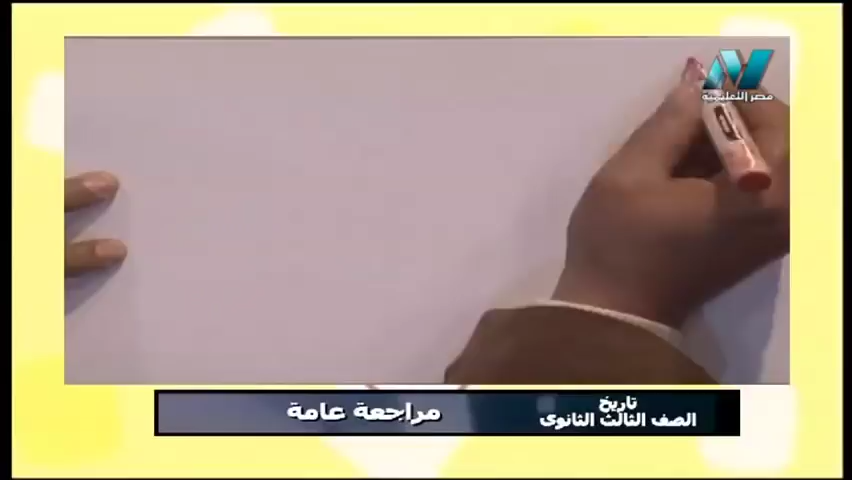 مصر التعليمية
تاريخ
الصف الثالث الثانوى
مراجعة عامة